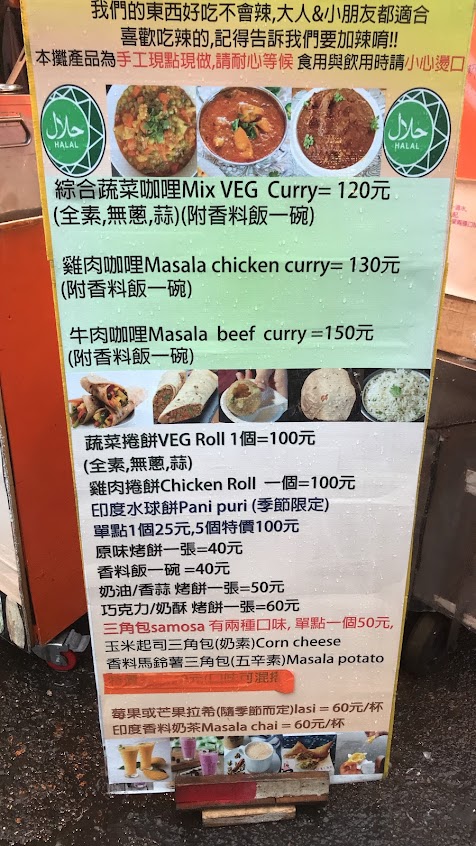 我們的東西好吃不會辣,大人&小朋友都適合
喜歡吃辣的,記得告訴我們要加辣唷!!
本攤產品為手工現點現做,請耐心等候 食用與飲用時請小心燙口
حلال
HALAL
حلال
HALAL
綜合蔬菜咖哩Mix VEG Curry= 120元
(全素,無蔥,蒜)(附香料飯一碗)
雞肉咖哩Masala chicken curry= 130元
(附香料飯一碗)
牛肉咖哩Masala beef curry =150元
(附香料飯一碗)
蔬菜捲餅VEG Roll 1個=100元
(全素,無蔥,蒜)
雞肉捲餅Chicken Roll 一個=100元
印度水球餅Pani puri (季節限定)
單點1個25元,5個特價100元
原味烤餅一張=40元
香料飯一碗 =40元
奶油/香蒜 烤餅一張=50元
巧克力/奶酥 烤餅一張=60元
三角包samosa 有兩種口味, 單點一個50元,
玉米起司三角包(奶素)Corn cheese
香料馬鈴薯三角包(五辛素)Masala potato
莓果或芒果拉希(隨季節而定)lasi = 60元/杯
印度香料奶茶Masala chai = 60元/杯